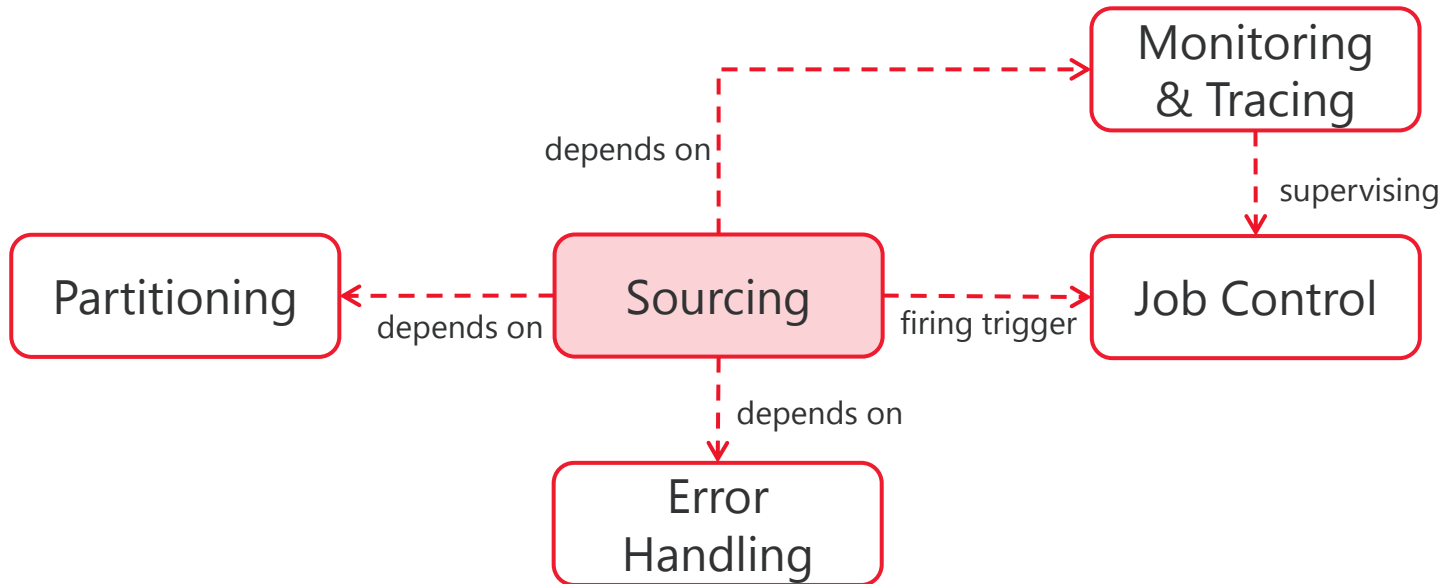 Monitoring
& Tracing
depends on
supervising
Partitioning
Sourcing
Job Control
depends on
firing trigger
depends on
Error
Handling